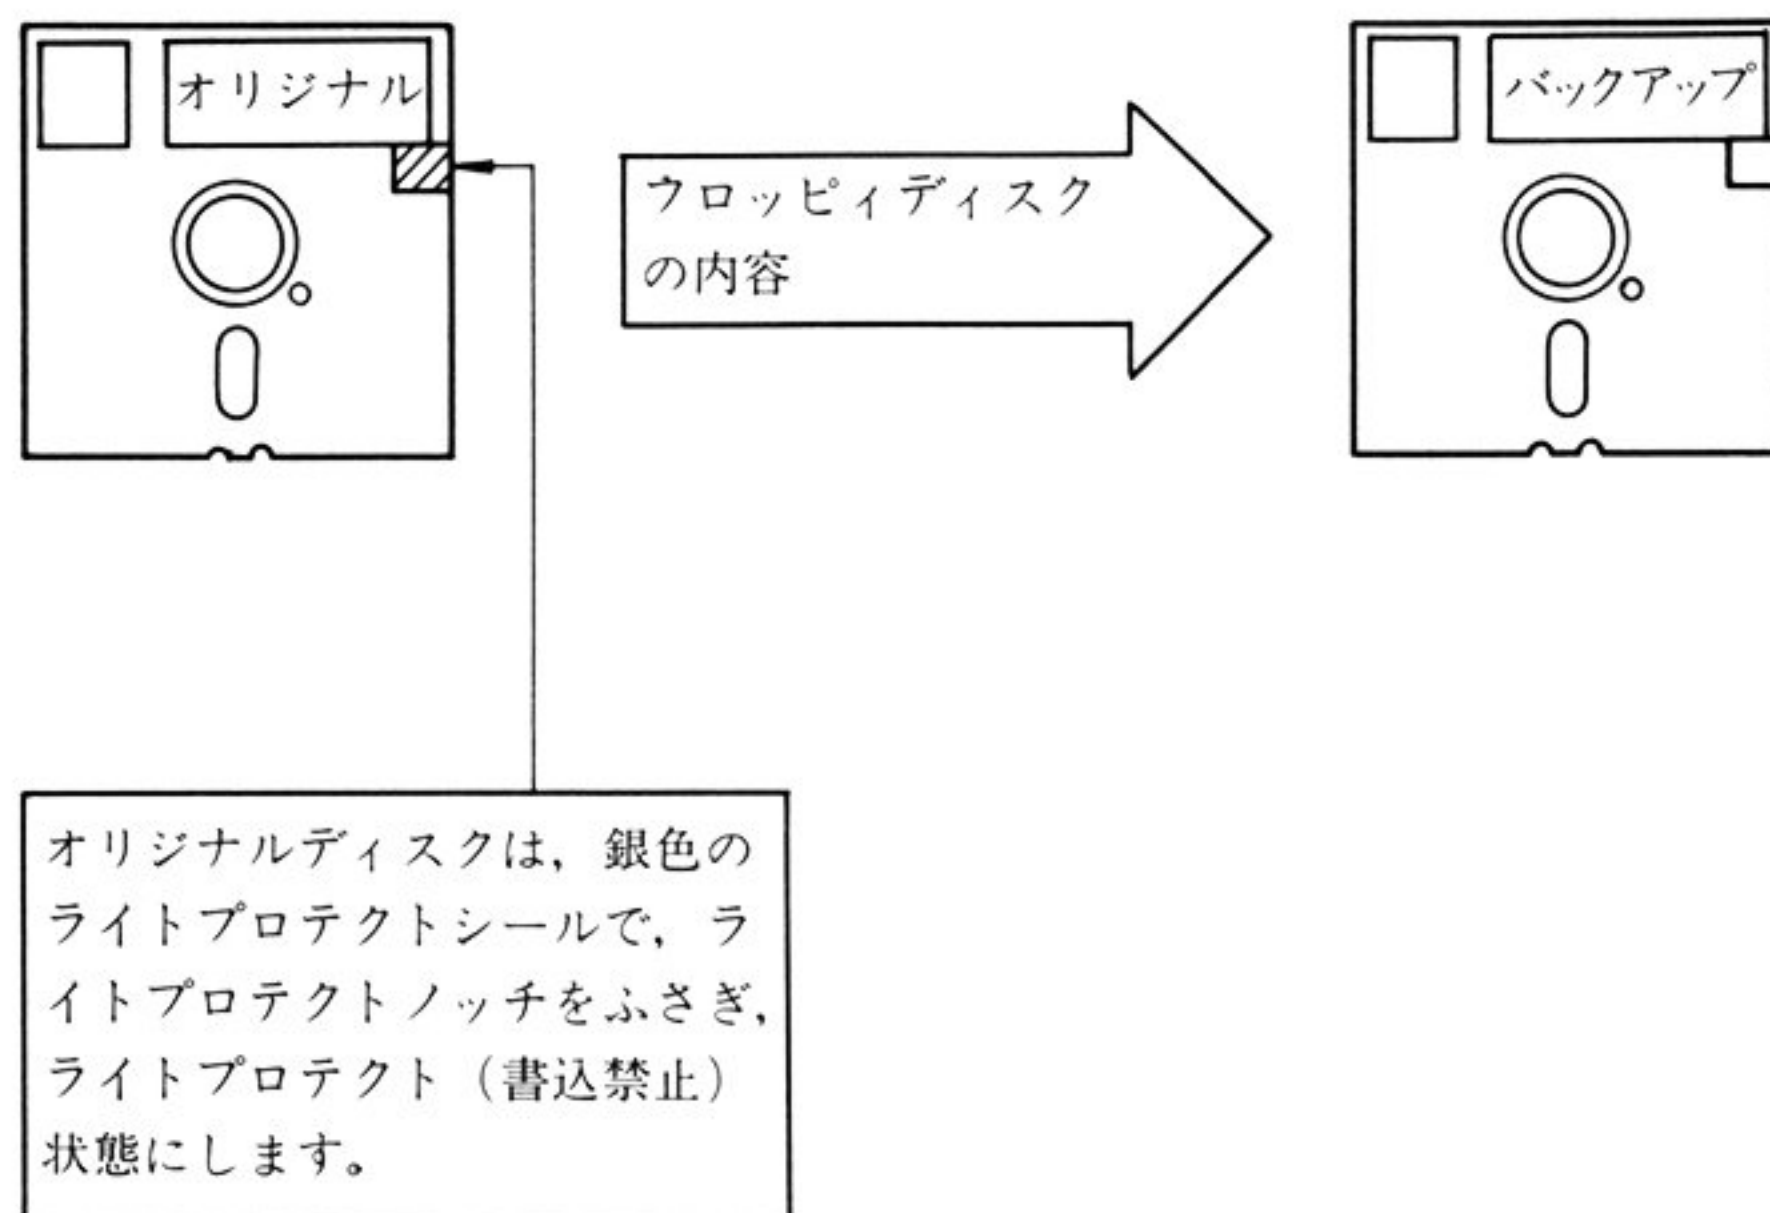 オリジナル
バックアップ
フロッピィディスク
の内容
オリジナルディスクは，銀色の
ライトプロテクトシールで，ラ
イトプロテクトノッチをふさぎ，
ライトプロテクト（書込禁止）
状態にします。